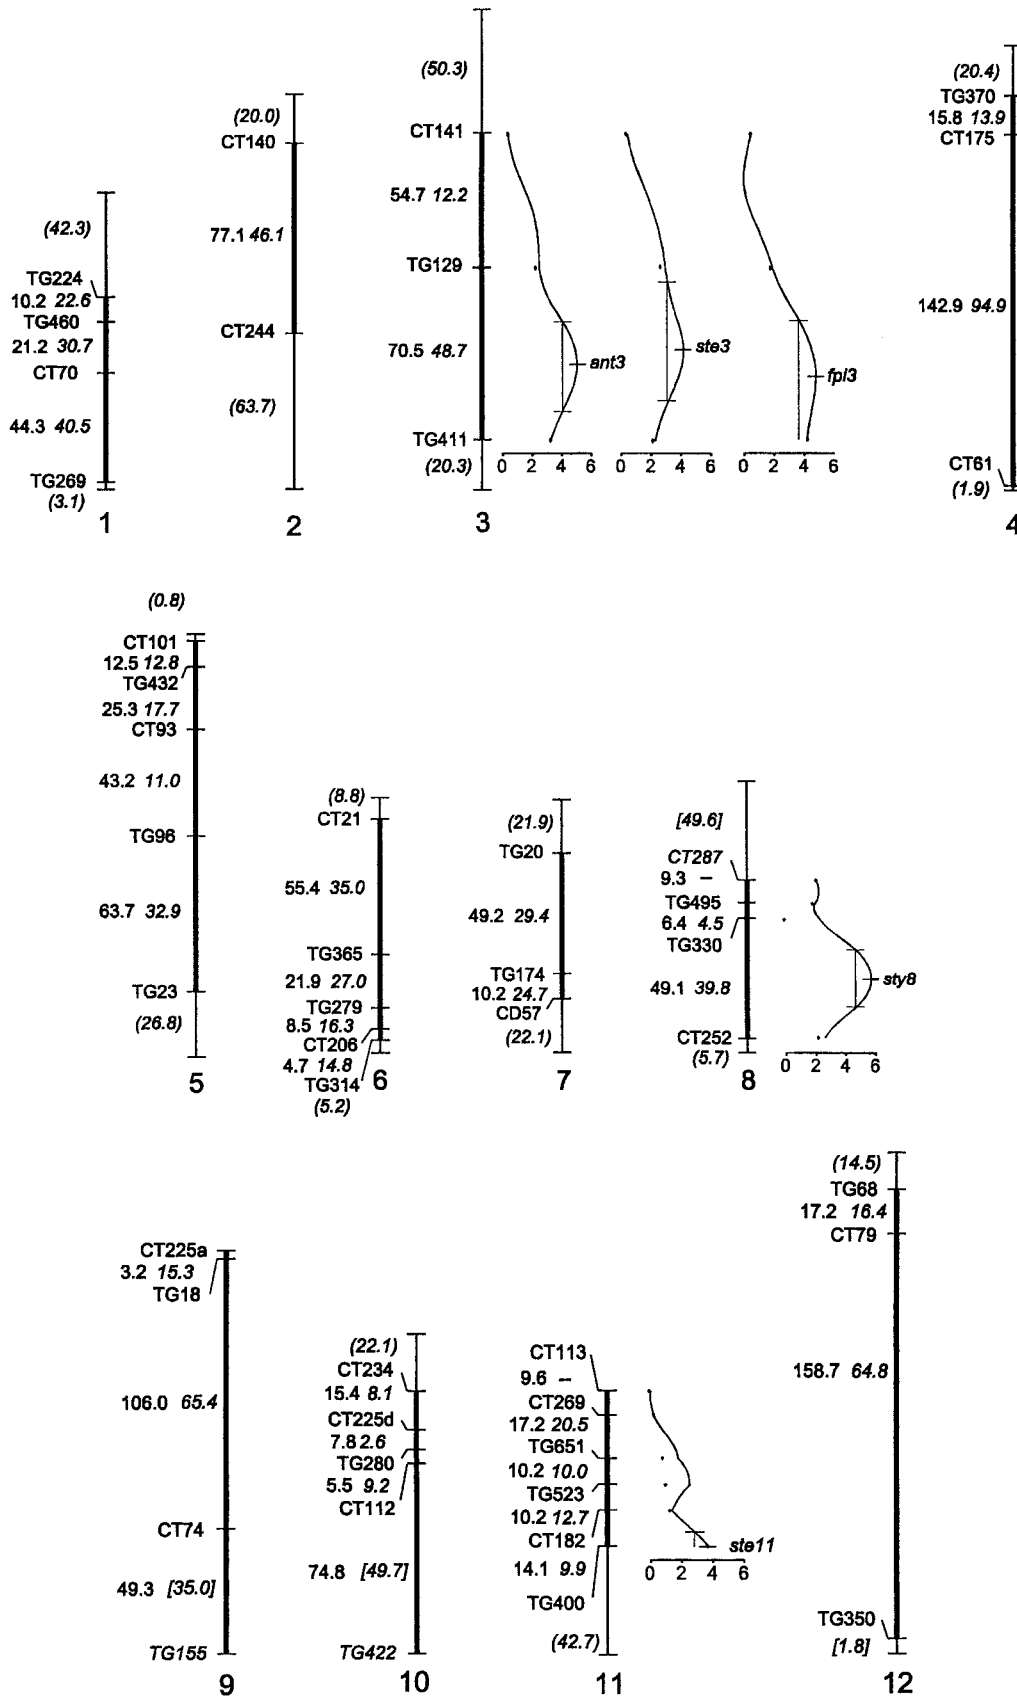 (42.3)
TG224
10.2 22.6
TG460
21.2 30.7
CT70
44.3 40.5
TG269
(3.1)
1
(20.0)
CT140
77.1 46.1
CT244
(63.7)
2
(50.3)
CT141
54.7 12.2
TG129
70.5 48.7
TG411
(20.3)
3
ant3
0 2 4 6
ste3
0 2 4 6
fpl3
0 2 4 6
(20.4)
TG370
15.8 13.9
CT175
142.9 94.9
CT61
(1.9)
4
(0.8)
CT101
12.5 12.8
TG432
25.3 17.7
CT93
43.2 11.0
TG96
63.7 32.9
TG23
(26.8)
5
(8.8)
CT21
55.4 35.0
TG365
21.9 27.0
TG279
8.5 16.3
CT206
4.7 14.8
TG314
(5.2)
6
(21.9)
TG20
49.2 29.4
TG174
10.2 24.7
CD57
(22.1)
7
[49.6]
CT287
9.3 –
TG495
6.4 4.5
TG330
49.1 39.8
CT252
(5.7)
8
sty8
0 2 4 6
CT225a
3.2 15.3
TG18
106.0 65.4
CT74
49.3 [35.0]
TG155
9
(22.1)
CT234
15.4 8.1
CT225d
7.8 2.6
TG280
5.5 9.2
CT112
74.8 [49.7]
TG422
10
CT113
9.6 –
CT269
17.2 20.5
TG651
10.2 10.0
TG523
10.2 12.7
CT182
14.1 9.9
TG400
(42.7)
11
ste11
0 2 4 6
(14.5)
TG68
17.2 16.4
CT79
158.7 64.8
TG350
[1.8]
12